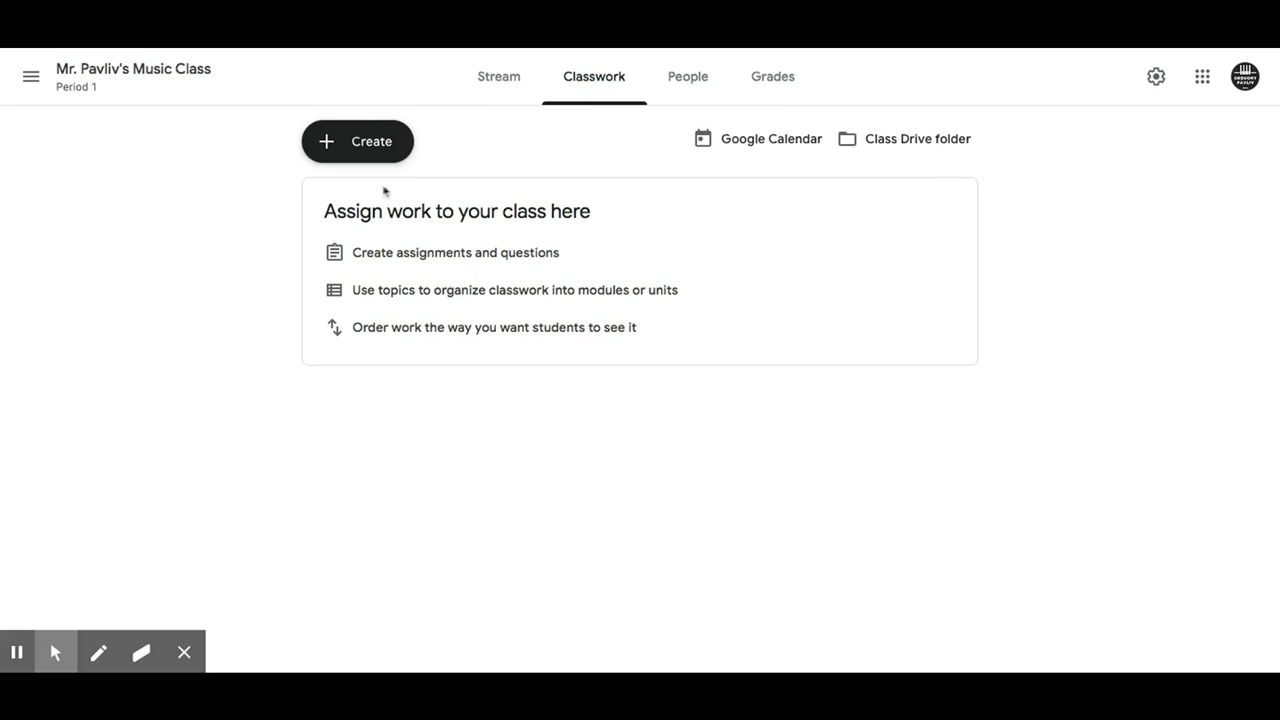 Mr. Pavliv's Music Class
Period 1
Stream
Classwork
People
Grades
GREGORY
PAVLIV
Create
Google Calendar
Class Drive folder
Assign work to your class here
Create assignments and questions
Use topics to organize classwork into modules or units
Order work the way you want students to see it